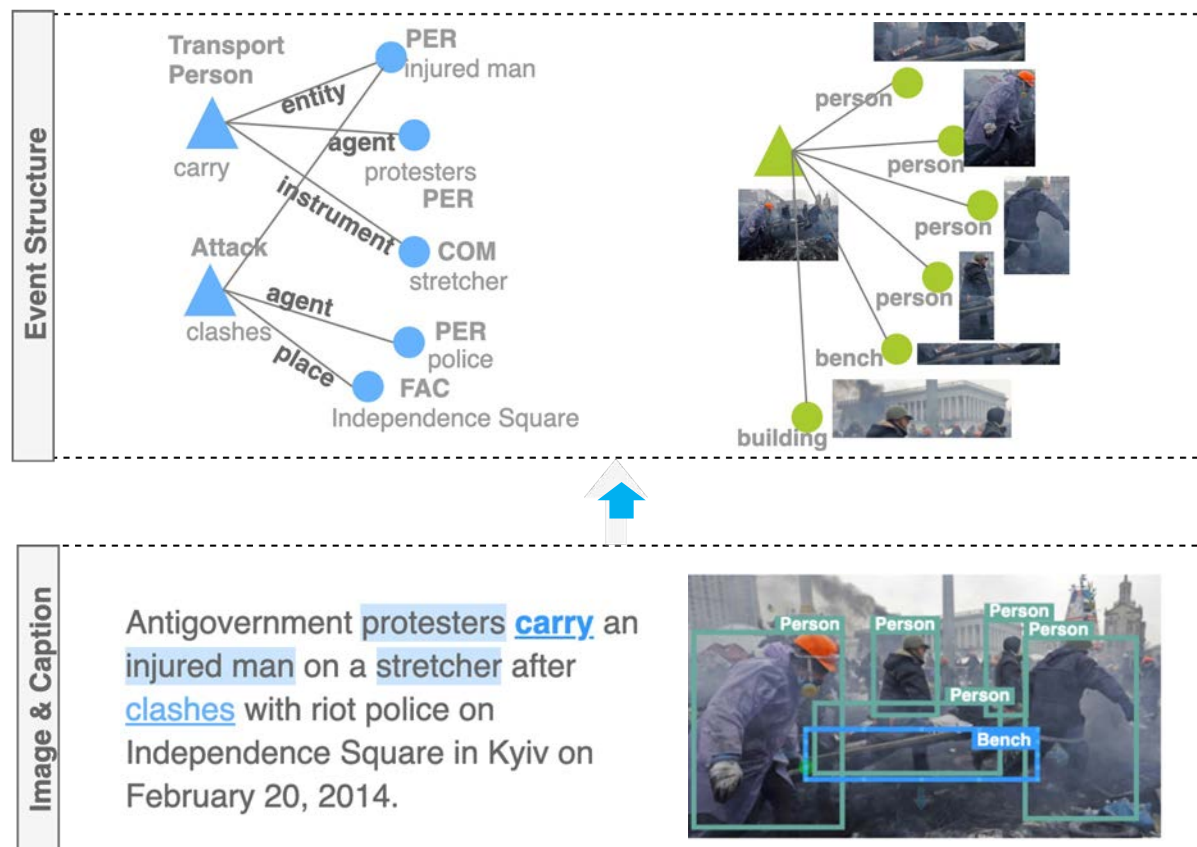 Event Structure
Transport
Person
carry
entity
agent
instrument
PER
injured man
protesters
PER
COM
stretcher
Attack
clashes
agent
place
PER
police
FAC
Independence Square
person
person
person
person
bench
building
Image & Caption
Antigovernment protesters carry an
injured man on a stretcher after
clashes with riot police on
Independence Square in Kyiv on
February 20, 2014.
Person
Person
Person
Person
Person
Bench